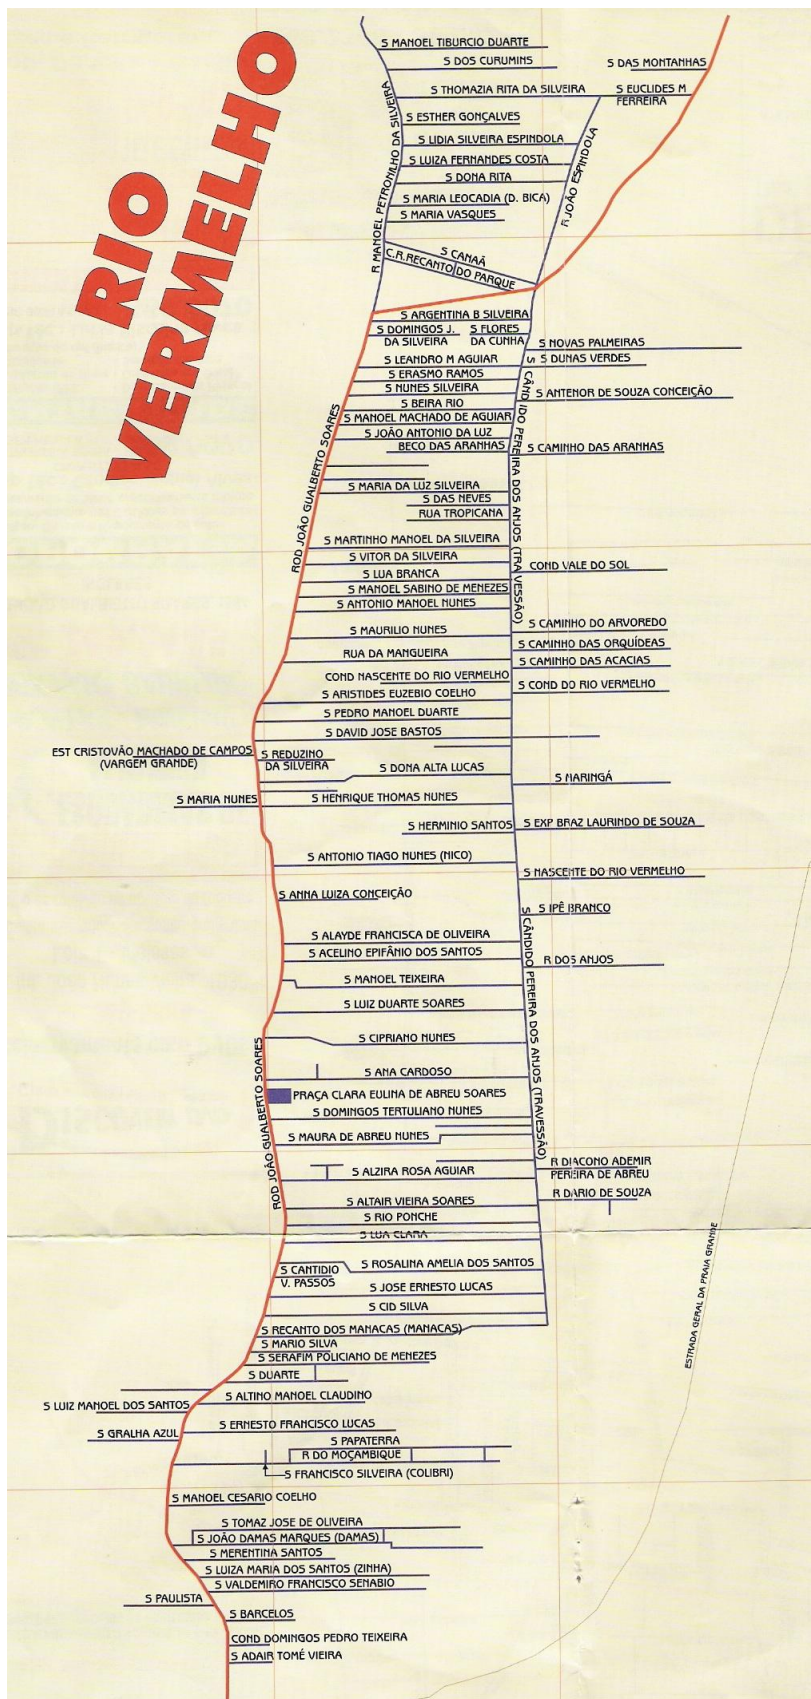 RIO
VERMELHO
S MANOEL TIBURCIO DUARTE
S DOS CURUMINS
S DAS MONTANHAS
S THOMAZIA RITA DA SILVEIRA
S EUCLIDES M
FERREIRA
S ESTHER GONÇALVES
S LIDIA SILVEIRA ESPINDOLA
S LUIZA FERNANDES COSTA
S DONA RITA
S MARIA LEOCADIA (D. BICA)
S MARIA VASQUES
R MANOEL PETRONILHO DA SILVEIRA
R JOÃO ESPINDOLA
S CANAÃ
C.R.RECANTO DO PARQUE
S ARGENTINA B SILVEIRA
S DOMINGOS J.
DA SILVEIRA
S FLORES
DA CUNHA
S NOVAS PALMEIRAS
S LEANDRO M AGUIAR
S DUNAS VERDES
S ERASMO RAMOS
S NUNES SILVEIRA
S ANTENOR DE SOUZA CONCEIÇÃO
S BEIRA RIO
S MANOEL MACHADO DE AGUIAR
S JOÃO ANTONIO DA LUZ
BECO DAS ARANHAS
S CAMINHO DAS ARANHAS
ROD JOÃO GUALBERTO SOARES
S CÂNDIDO PEREIRA DOS ANJOS (TRAVESSÃO)
S MARIA DA LUZ SILVEIRA
S DAS NEVES
RUA TROPICANA
S MARTINHO MANOEL DA SILVEIRA
S VITOR DA SILVEIRA
COND VALE DO SOL
S LUA BRANCA
S MANOEL SABINO DE MENEZES
S ANTONIO MANOEL NUNES
S CAMINHO DO ARVOREDO
S MAURILIO NUNES
S CAMINHO DAS ORQUÍDEAS
RUA DA MANGUEIRA
S CAMINHO DAS ACACIAS
COND NASCENTE DO RIO VERMELHO
S COND DO RIO VERMELHO
S ARISTIDES EUZEBIO COELHO
S PEDRO MANOEL DUARTE
S DAVID JOSE BASTOS
EST CRISTOVÃO MACHADO DE CAMPOS
(VARGEM GRANDE)
S REDUZINO
DA SILVEIRA
S DONA ALTA LUCAS
S MARINGÁ
S MARIA NUNES
S HENRIQUE THOMAS NUNES
S HERMINIO SANTOS
S EXP BRAZ LAURINDO DE SOUZA
S ANTONIO TIAGO NUNES (NICO)
S NASCENTE DO RIO VERMELHO
S ANNA LUIZA CONCEIÇÃO
S IPÊ BRANCO
S ALAYDE FRANCISCA DE OLIVEIRA
S ACELINO EPIFÂNIO DOS SANTOS
R DOS ANJOS
S MANOEL TEIXEIRA
S LUIZ DUARTE SOARES
S CIPRIANO NUNES
S CÂNDIDO PEREIRA DOS ANJOS (TRAVESSÃO)
ROD JOÃO GUALBERTO SOARES
S ANA CARDOSO
PRAÇA CLARA EULINA DE ABREU SOARES
S DOMINGOS TERTULIANO NUNES
S MAURA DE ABREU NUNES
R DIACONO ADEMIR
PEREIRA DE ABREU
S ALZIRA ROSA AGUIAR
R DARIO DE SOUZA
S ALTAIR VIEIRA SOARES
S RIO PONCHE
S LUA CLARA
S CANTIDIO
V. PASSOS
S ROSALINA AMELIA DOS SANTOS
S JOSE ERNESTO LUCAS
S CID SILVA
S RECANTO DOS MANACAS (MANACAS)
S MARIO SILVA
S SERAFIM POLICIANO DE MENEZES
S DUARTE
ESTRADA GERAL DA PRAIA GRANDE
S ALTINO MANOEL CLAUDINO
S LUIZ MANOEL DOS SANTOS
S ERNESTO FRANCISCO LUCAS
S GRALHA AZUL
S PAPATERRA
R DO MOÇAMBIQUE
S FRANCISCO SILVEIRA (COLIBRI)
S MANOEL CESARIO COELHO
S TOMAZ JOSE DE OLIVEIRA
S JOÃO DAMAS MARQUES (DAMAS)
S MERENTINA SANTOS
S LUIZA MARIA DOS SANTOS (ZINHA)
S VALDEMIRO FRANCISCO SENABIO
S PAULISTA
S BARCELOS
COND DOMINGOS PEDRO TEIXEIRA
S ADAIR TOMÉ VIEIRA